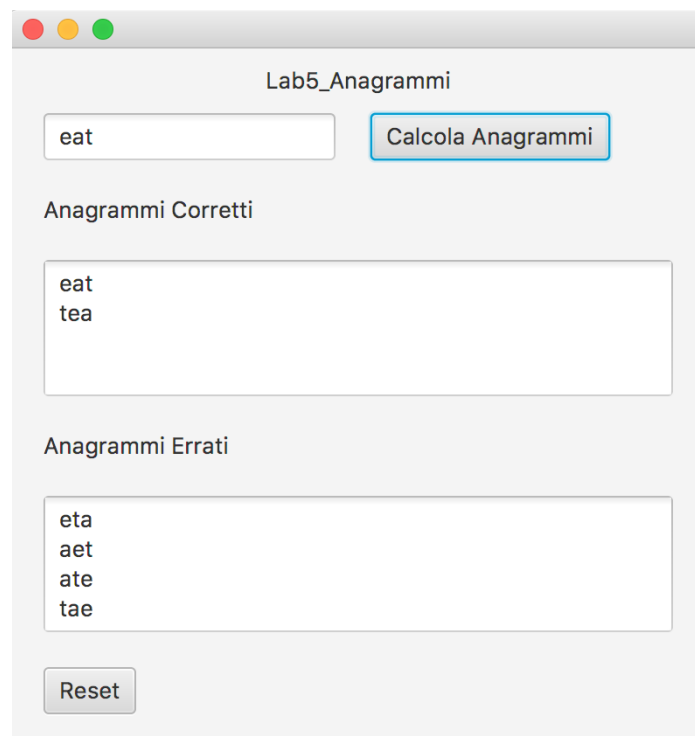 Lab5_Anagrammi
eat Calcola Anagrammi
Anagrammi Corretti
eat
tea
Anagrammi Errati
eta
aet
ate
tae
Reset